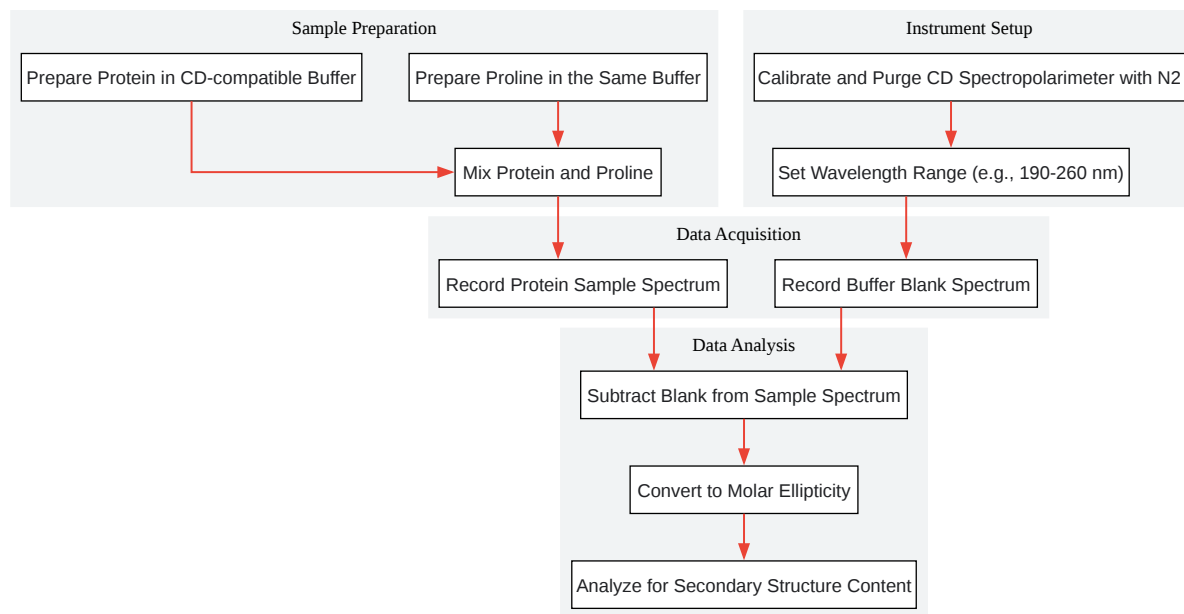 Sample Preparation
Prepare Protein in CD-compatible Buffer
Prepare Proline in the Same Buffer
Mix Protein and Proline
Instrument Setup
Calibrate and Purge CD Spectropolarimeter with N2
Set Wavelength Range (e.g., 190-260 nm)
Data Acquisition
Record Protein Sample Spectrum
Record Buffer Blank Spectrum
Data Analysis
Subtract Blank from Sample Spectrum
Convert to Molar Ellipticity
Analyze for Secondary Structure Content